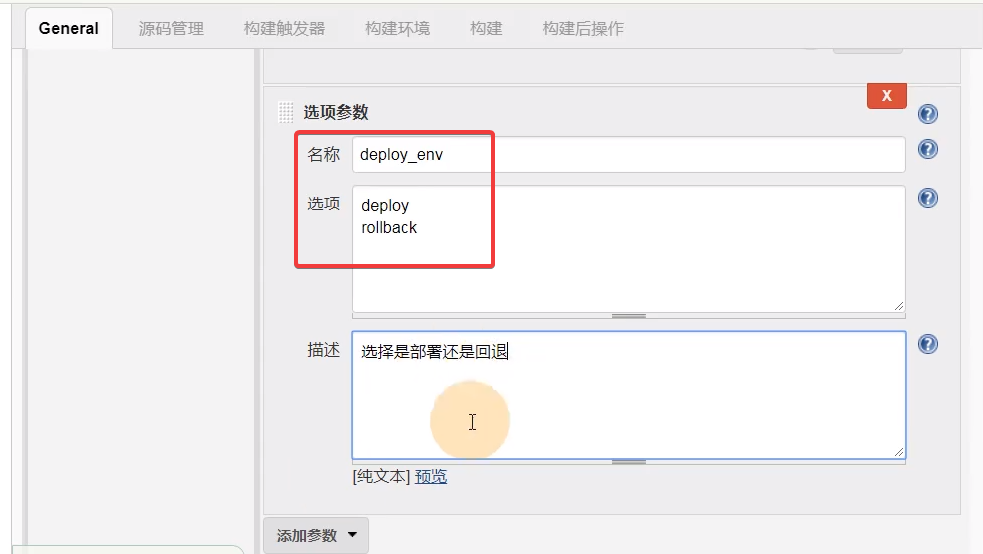 General 源码管理 构建触发器 构建环境 构建 构建后操作
X
选项参数
名称 deploy_env
选项 deploy
rollback
描述 选择是部署还是回退
[纯文本] 预览
添加参数